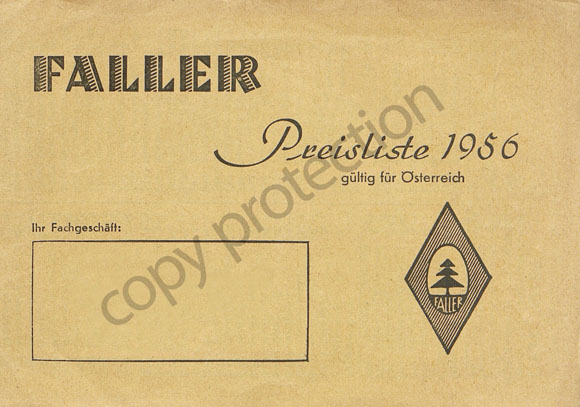 FALLER
Preisliste 1956
gültig für Österreich
Ihr Fachgeschäft:
FALLER
copy protection